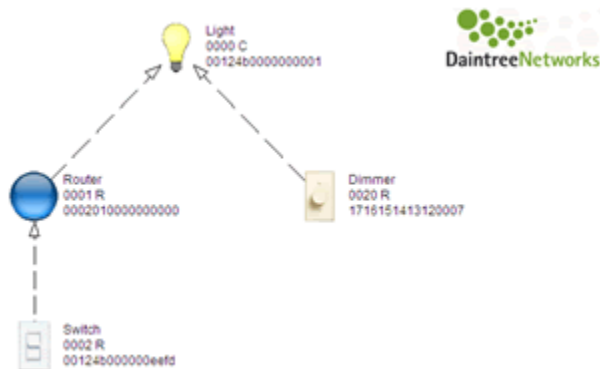 Light
0000 C
00124b0000000001
DaintreeNetworks
Router
0001 R
0002010000000000
Dimmer
0020 R
1716151413120007
Switch
0002 R
00124b000000eefd